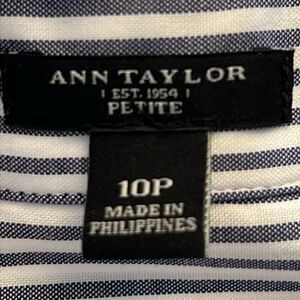 ANN TAYLOR
EST. 1954
PETITE
10P
MADE IN
PHILIPPINES